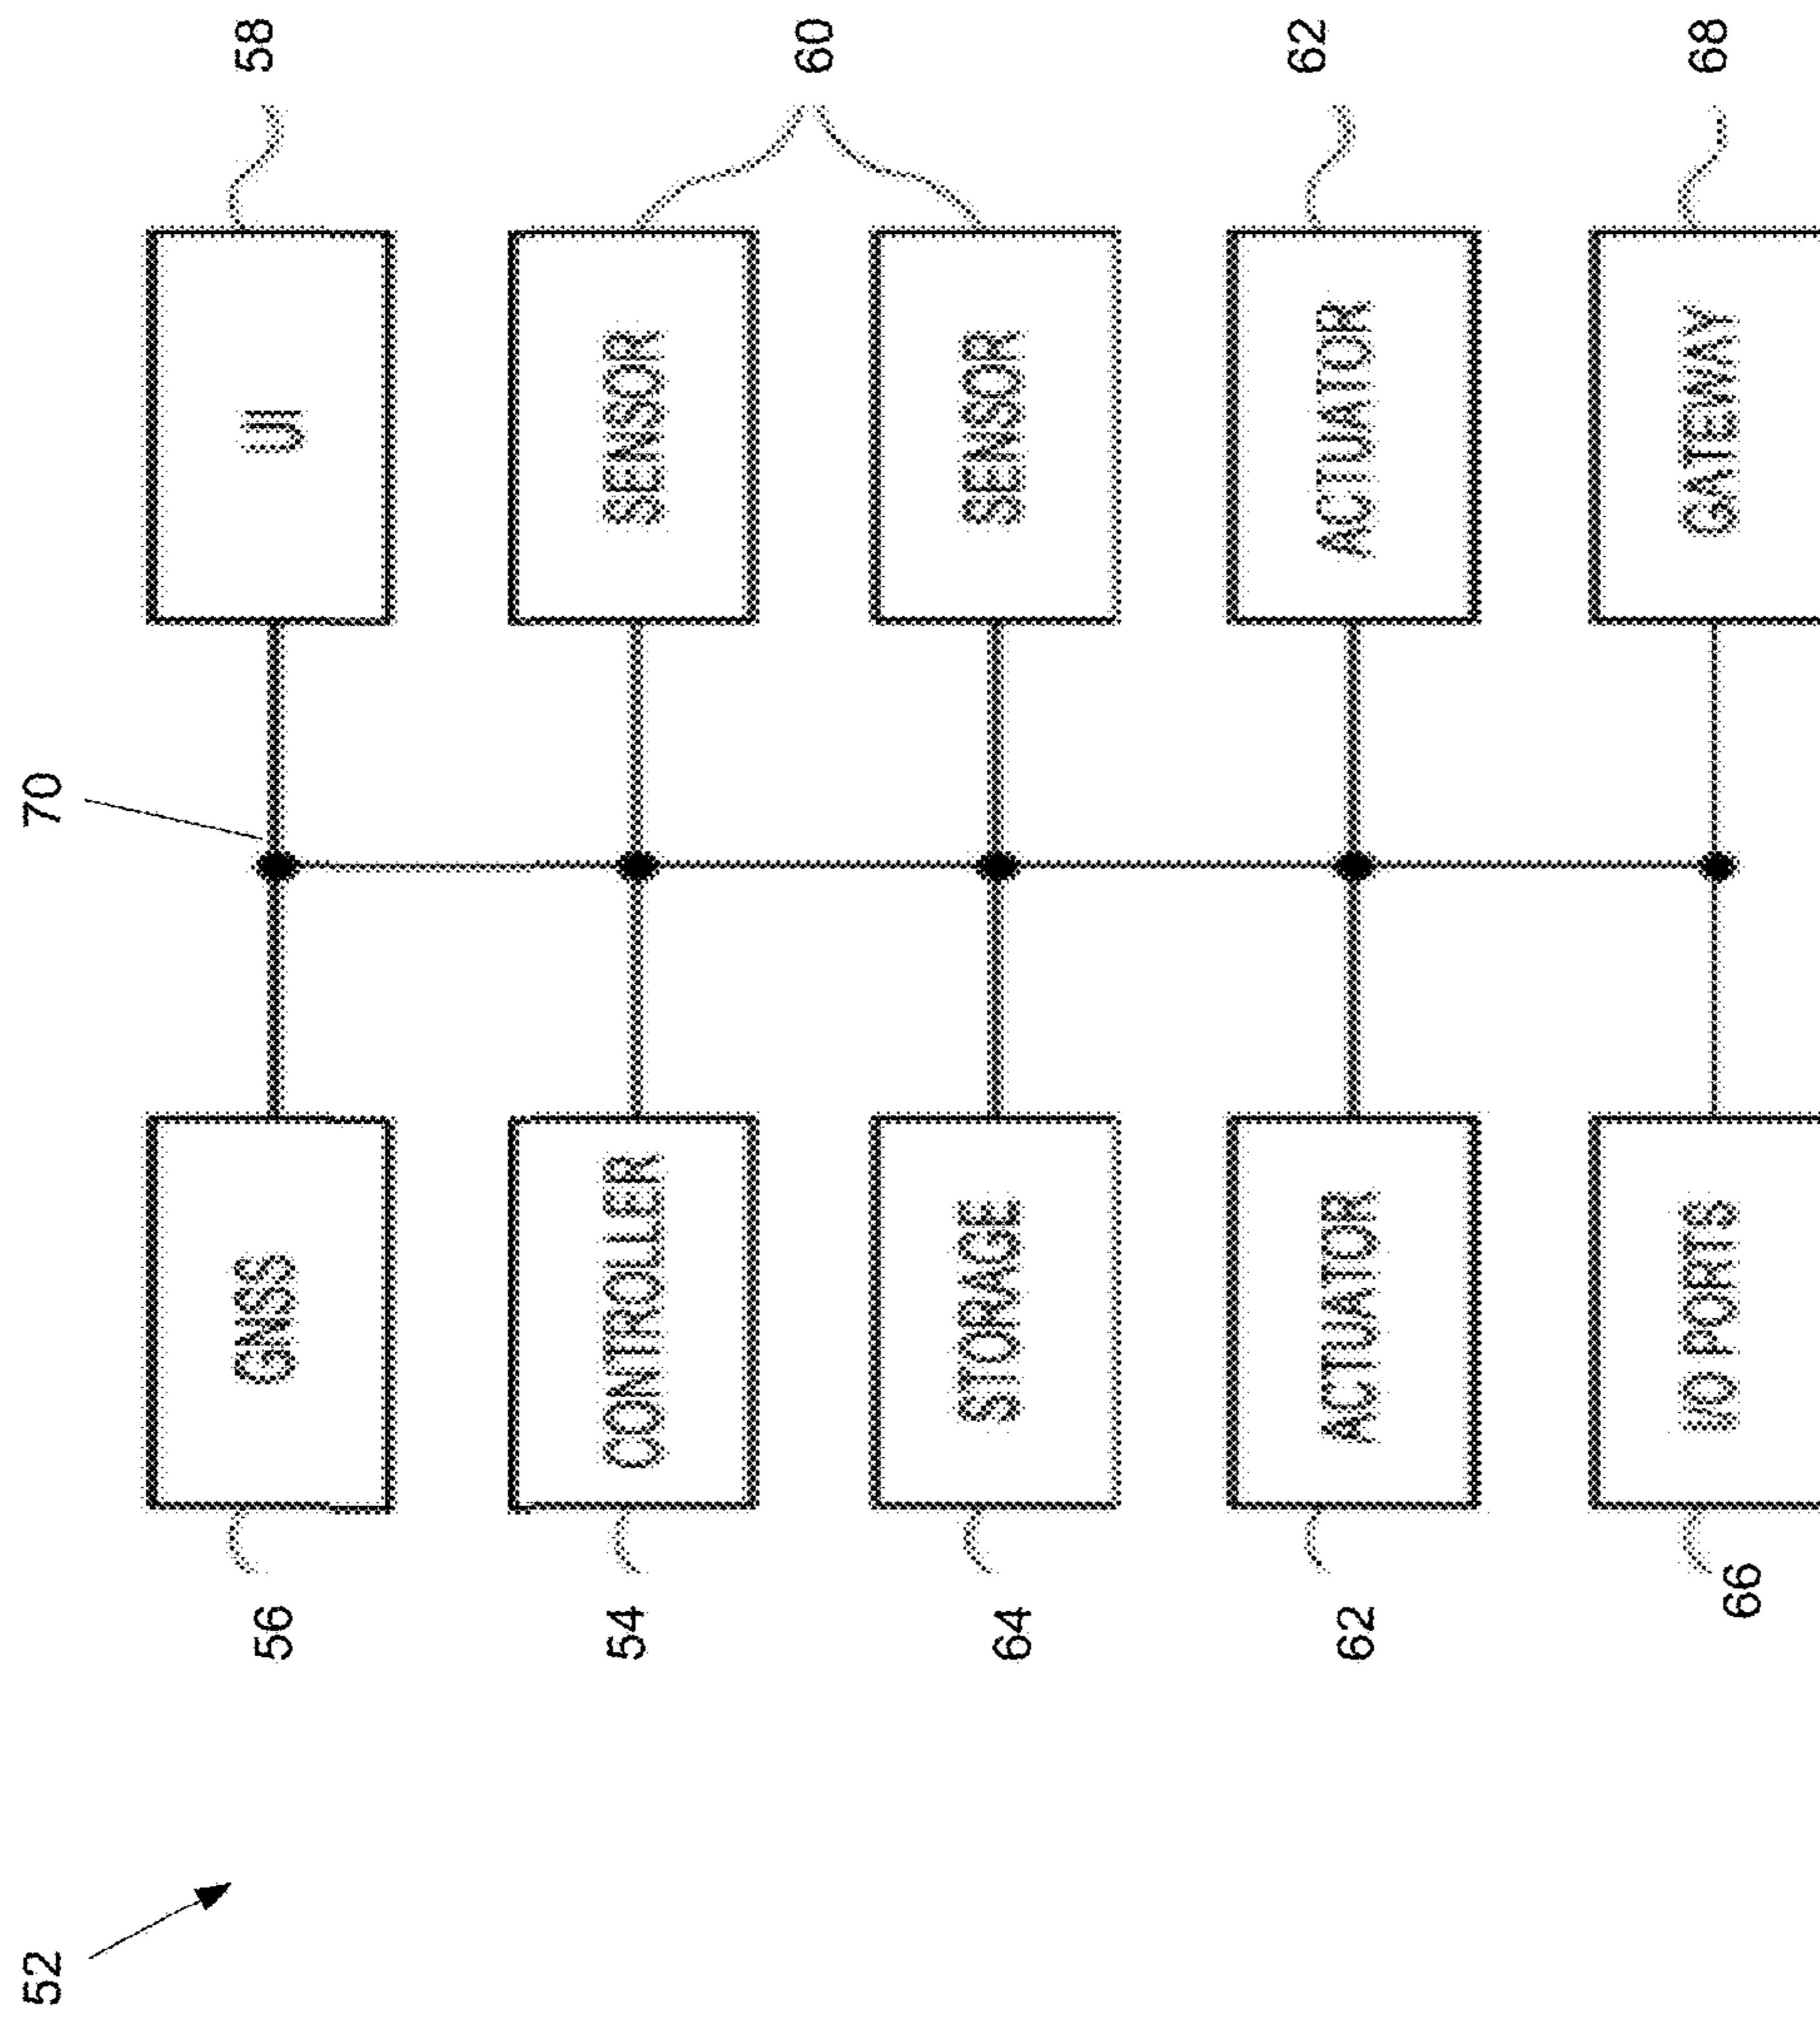 52
70
56
GNSS
UI
58
54
CONTROLLER
SENSOR
60
64
STORAGE
SENSOR
62
ACTUATOR
ACTUATOR
62
66
I/O PORTS
GATEWAY
68